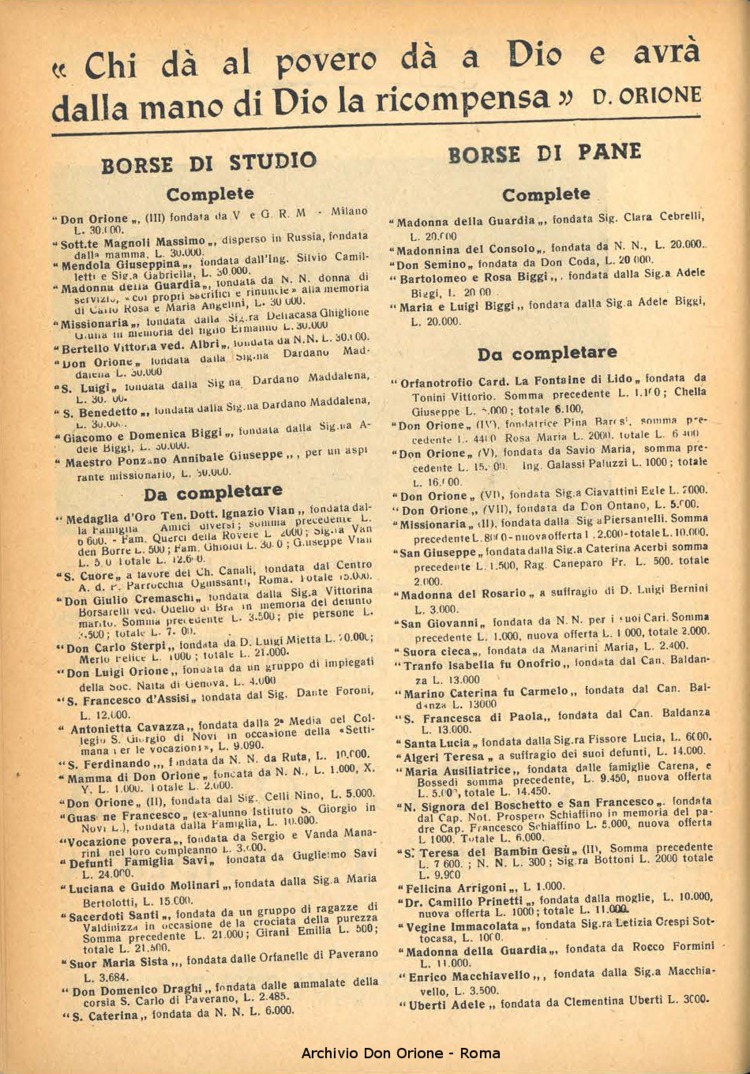 « Chi dà al povero dà a Dio e avrà
dalla mano di Dio la ricompensa » D. ORIONE
BORSE DI STUDIO
Complete
“Don Orione„, (III) fondata da V e G. R. M - Milano
L. 30.000.
“Sott.te Magnoli Massimo„, disperso in Russia, fondata
dalla mamma, L. 30.000.
“Mendola Giuseppina„, fondata dall'Ing. Silvio Camil-
letti e Sig.a Gabriella, L. 30.000.
“Madonna della Guardia„, fondata da N. N. donna di
servizio, «coi propri sacrifici e rinuncie» alla memoria
di Carlo Rosa e Maria Angelini, L. 30 000.
“Missionaria„, fondata dalla Sig.ra Dellacasa Ghiglione
Giulia in memoria del figlio Ermanno L.30.000
“Bertello Vittoria ved. Albri„, fondata da N.N. L. 30.000.
“Don Orione„ fondata dalla Sig.na Dardano Mad-
dalena L. 30.000
“S. Luigi„ fondata dalla Sig na Dardano Maddalena,
L. 30.
“S. Benedetto„, fondata dalla Sig.na Dardano Maddalena,
L. 30.00
“Giacomo e Domenica Biggi„, fondata dalla Sig.na A-
dele Biggi, L. 30.000.
“Maestro Ponzano Annibale Giuseppe„, per un aspi
rante missionario, L. 30.000.
Da completare
“Medaglia d'Oro Ten. Dott. Ignazio Vian„, fondata dal-
la Famiglia Amici diversi; somma precedente L.
6 600. - Fam. Querci della Rovere L 2000; Sig.na Van
den Borre L. 500; Fam. Ghioldi L. 30 0; Giuseppe Vian
L. 5 0 Totale L. 12.6 0.
“S. Cuore„ a favore del Ch. Canali, fondata dal Centro
A. d. P. Parrocchia Ognissanti, Roma. Totale 15.000.
“Don Giulio Cremaschi„, fondata dalla Sig.a Vittorina
Borsarelli ved. Odello di Bra in memoria del defunto
marito. Somma precedente L. 3.500; pie persone L.
3.500; totale L. 7. 00.
“Don Carlo Sterpi„, fondata da D. Luigi Mietta L. 20.000;
Merlo Felice L. 1000; totale L. 21.000.
“Don Luigi Orione„, fondata da un gruppo di impiegati
della Soc. Nafta di Genova, L. 4.000
“S. Francesco d'Assisi„, fondata dal Sig. Dante Foroni,
L. 12.000.
“Antonietta Cavazza„, fondata dalla 2ª Media del Col-
legio S. Giorgio di Novi in occasione della «Setti-
mana per le vocazioni», L. 9.090.
“S. Ferdinando„, fondata da N. N. da Ruta, L. 10.000.
“Mamma di Don Orione„ fondata da N. N., L. 1.000, X.
Y. L. 1.000. Totale L. 2.000.
“Don Orione„ (II), fondata dal Sig. Celli Nino, L. 5.000.
“Guasone Francesco„ (ex-alunno Istituto S. Giorgio in
Novi L.), fondata dalla Famiglia, L. 10.000.
“Vocazione povera„, fondata da Sergio e Vanda Mana-
rini nel loro compleanno L. 3.000.
“Defunti Famiglia Savi„ fondata da Guglielmo Savi
L. 24.000.
“Luciana e Guido Molinari„, fondata dalla Sig.a Maria
Bertolotti, L. 15 000.
“Sacerdoti Santi„, fondata da un gruppo di ragazze di
Valdinizza in occasione de la crociata della purezza
Somma precedente L. 21.000; Girani Emilia L. 500;
totale L. 21.500.
“Suor Maria Sista„, fondata dalle Orfanelle di Paverano
L. 3.684.
“Don Domenico Draghi„, fondata dalle ammalate della
corsia S. Carlo di Paverano, L. 2.485.
“S. Caterina„, fondata da N. N. L. 6.000.
BORSE DI PANE
Complete
“Madonna della Guardia„, fondata Sig. Clara Cebrelli,
L. 20.000
“Madonnina del Consolo„, fondata da N. N., L. 20.000.
“Don Semino„ fondata da Don Coda, L. 20 000.
“Bartolomeo e Rosa Biggi„, fondata dalla Sig.a Adele
Biggi, L. 20 00
“Maria e Luigi Biggi„, fondata dalla Sig.a Adele Biggi,
L. 20.000.
Da completare
“Orfanotrofio Card. La Fontaine di Lido„ fondata da
Tonini Vittorio. Somma precedente L. 1.100; Chella
Giuseppe L. 5.000; totale 6.100,
“Don Orione„ (IV), fondatrice Pina Baresi, somma pre-
cedente L. 4400 Rosa Maria L. 2000. totale L. 6 400
“Don Orione„ (V), fondata da Savio Maria, somma pre-
cedente L. 15. 00. Ing. Galassi Paluzzi L. 1000; totale
L. 16.000.
“Don Orione„ (VI), fondata Sig.a Ciavattini Egle L. 2000.
“Don Orione„, (VII), fondata da Don Ontano, L. 5.000.
“Missionaria„ (II), fondata dalla Sig a Piersantelli. Somma
precedente L. 8000 - nuova offerta L. 2.000 - totale L. 10.000.
“San Giuseppe„ fondata dalla Sig.a Caterina Acerbi somma
precedente L. 1.500, Rag. Caneparo Fr. L. 500. totale
2.000.
“Madonna del Rosario„ a suffragio di D. Luigi Bernini
L. 3.000.
“San Giovanni„ fondata da N. N. per i suoi Cari. Somma
precedente L. 1.000, nuova offerta L. 1 000, totale 2.000.
“Suora cieca„, fondata da Manarini Maria, L. 2.400.
“Tranfo Isabella fu Onofrio„, fondata dal Can. Baldan-
za L. 13.000
“Marino Caterina fu Carmelo„, fondata dal Can. Bal-
danza L. 13000
“S. Francesca di Paola„, fondata dal Can. Baldanza
L. 13.000.
“Santa Lucia„ fondata dalla Sig.ra Fissore Lucia, L. 6000.
“Algeri Teresa„ a suffragio dei suoi defunti, L. 14.000.
“Maria Ausiliatrice„, fondata dalle famiglie Carena, e
Bossedi somma precedente, L. 9.450, nuova offerta
L. 5.000, totale L. 14.450.
“N. Signora del Boschetto e San Francesco„. fondata
dal Cap. Not. Prospero Schiaffino in memoria del pa-
dre Cap. Francesco Schiaffino L. 5.000, nuova offerta
L. 1000. Totale L. 6.000.
“S. Teresa del Bambin Gesù„ (II), Somma precedente
L. 7 600. ; N. N. L. 300; Sig.ra Bottoni L. 2000 totale
L. 9.900
“Felicina Arrigoni„, L 1.000.
“Dr. Camillo Prinetti„, fondata dalla moglie, L. 10.000,
nuova offerta L. 1000; totale L. 11.000.
“Vegine Immacolata„, fondata Sig.ra Letizia Crespi Sot-
tocasa, L. 1000.
“Madonna della Guardia„, fondata da Rocco Formini -
L. 11.000.
“Enrico Macchiavello„, fondata dalla Sig.a Macchia-
vello, L. 3.500.
“Uberti Adele„, fondata da Clementina Uberti L. 3000.
Archivio Don Orione - Roma